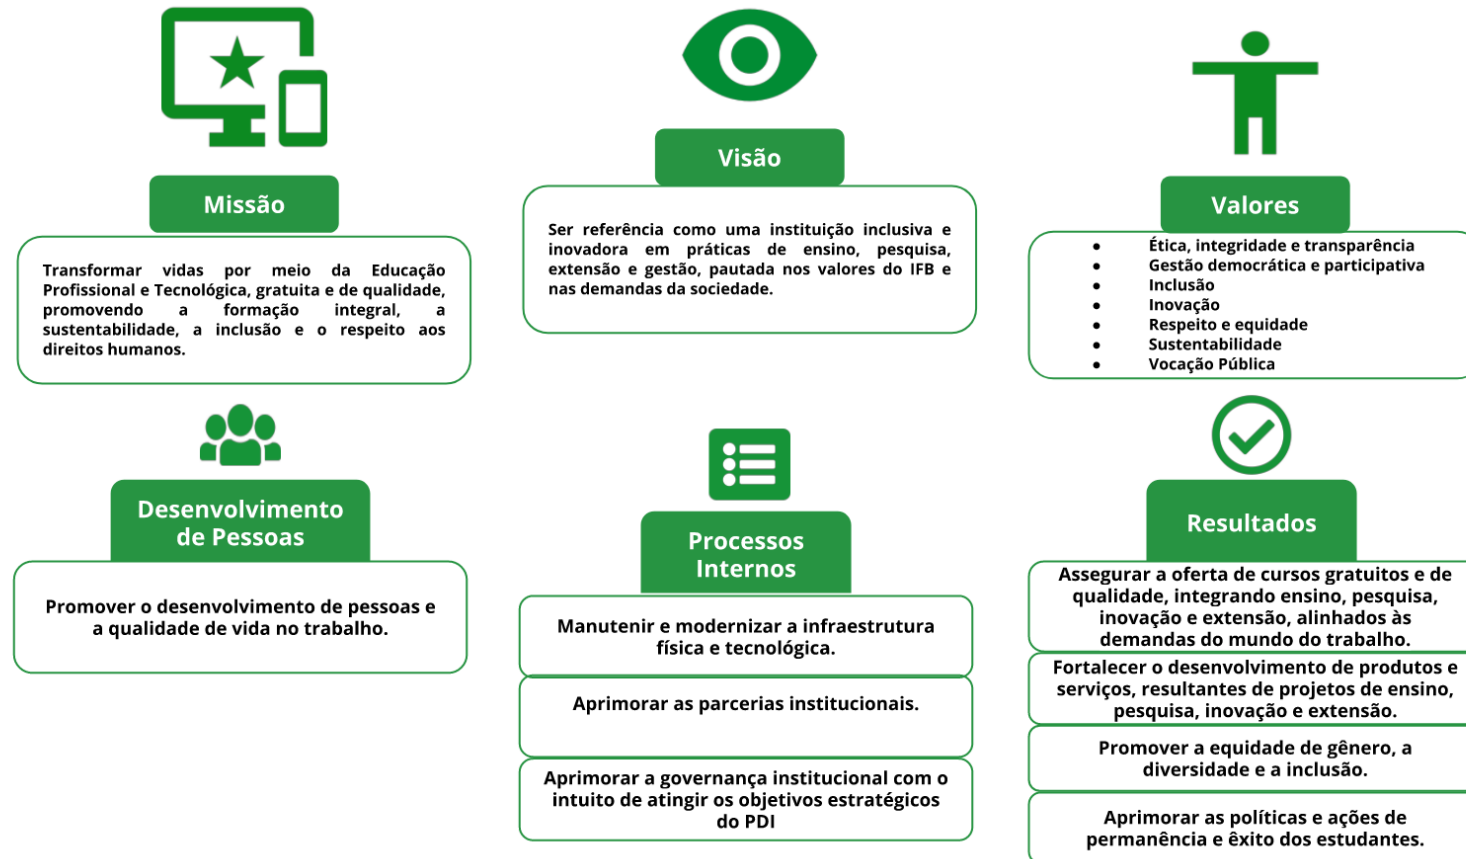 Missão
Transformar vidas por meio da Educação
Profissional e Tecnológica, gratuita e de qualidade,
promovendo a formação integral, a
sustentabilidade, a inclusão e o respeito aos
direitos humanos.
Visão
Ser referência como uma instituição inclusiva e
inovadora em práticas de ensino, pesquisa,
extensão e gestão, pautada nos valores do IFB e
nas demandas da sociedade.
Valores
● Ética, integridade e transparência
● Gestão democrática e participativa
● Inclusão
● Inovação
● Respeito e equidade
● Sustentabilidade
● Vocação Pública
Desenvolvimento
de Pessoas
Promover o desenvolvimento de pessoas e
a qualidade de vida no trabalho.
Processos
Internos
Manutenir e modernizar a infraestrutura
física e tecnológica.
Aprimorar as parcerias institucionais.
Aprimorar a governança institucional com o
intuito de atingir os objetivos estratégicos
do PDI
Resultados
Assegurar a oferta de cursos gratuitos e de
qualidade, integrando ensino, pesquisa,
inovação e extensão, alinhados às
demandas do mundo do trabalho.
Fortalecer o desenvolvimento de produtos e
serviços, resultantes de projetos de ensino,
pesquisa, inovação e extensão.
Promover a equidade de gênero, a
diversidade e a inclusão.
Aprimorar as políticas e ações de
permanência e êxito dos estudantes.